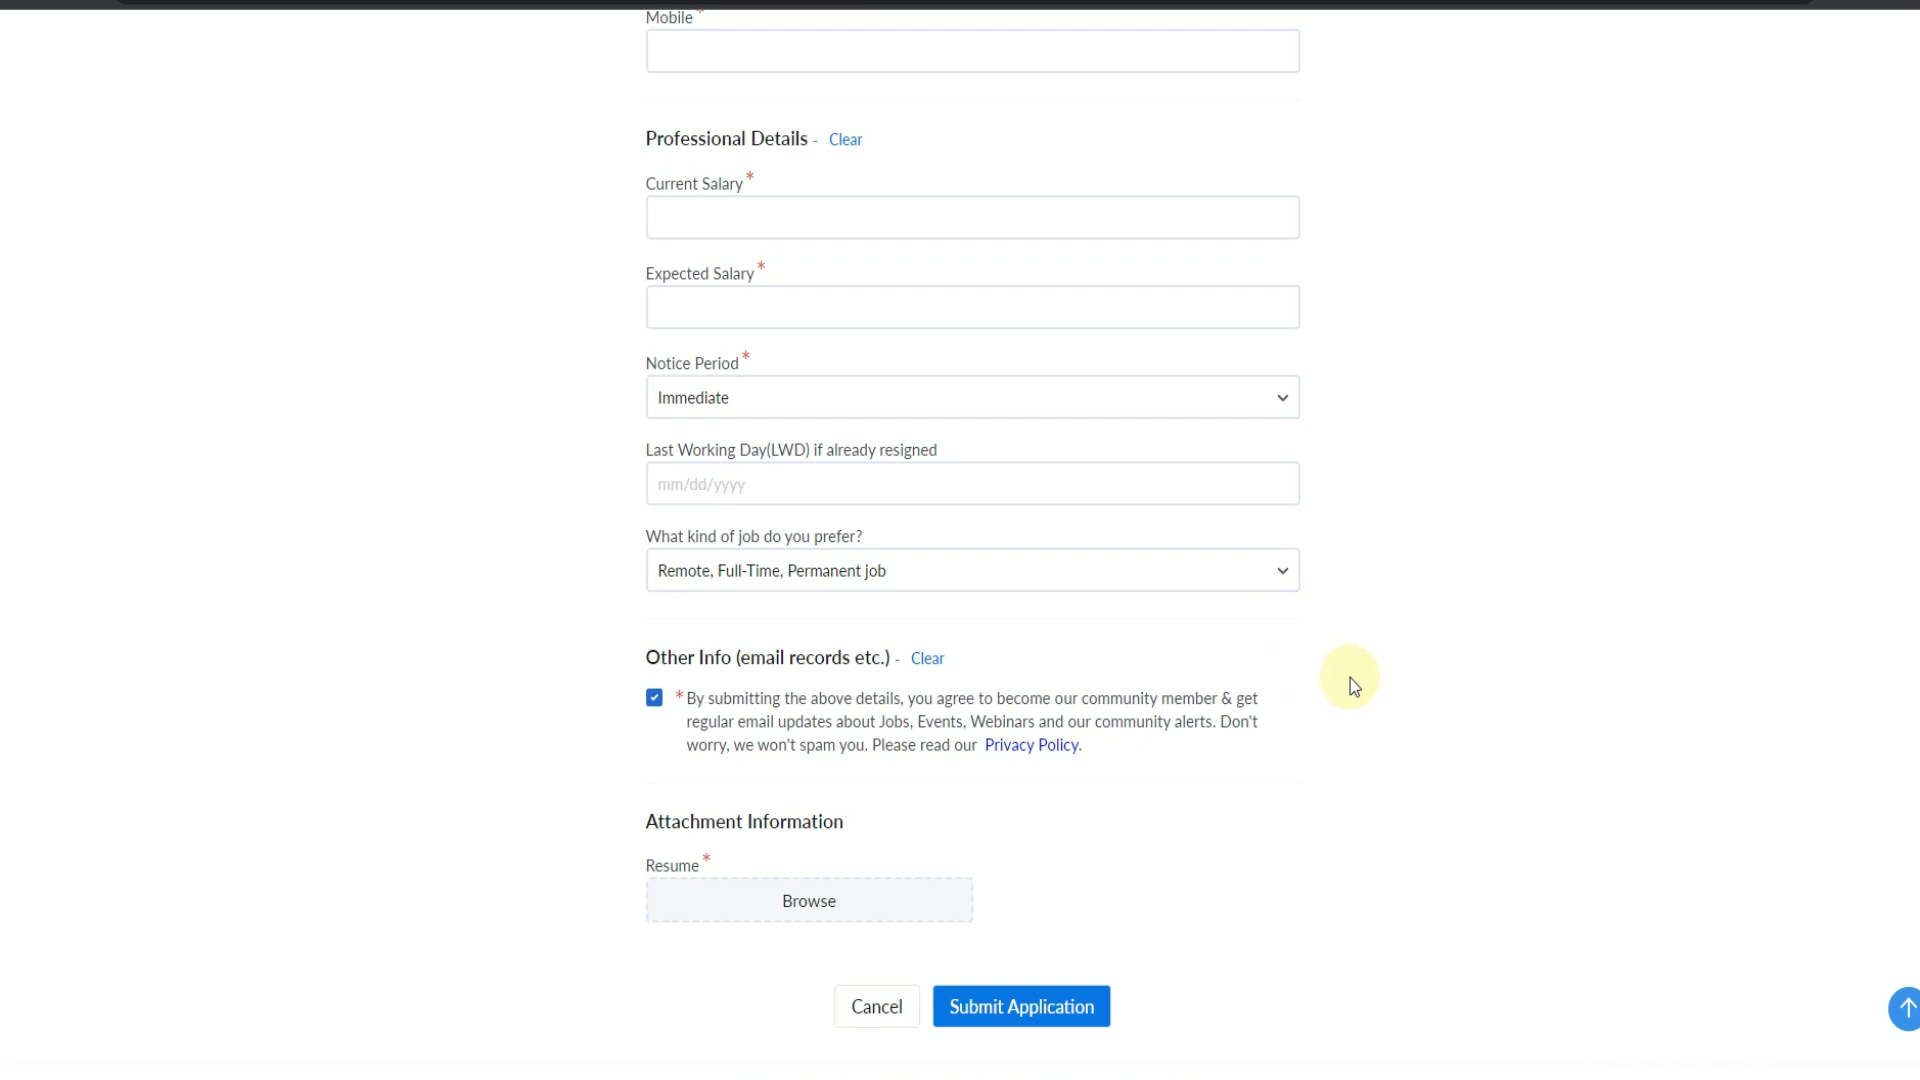 Mobile *
Professional Details - Clear
Current Salary *
Expected Salary *
Notice Period *
Immediate
Last Working Day(LWD) if already resigned
mm/dd/yyyy
What kind of job do you prefer?
Remote, Full-Time, Permanent job
Other Info (email records etc.) - Clear
* By submitting the above details, you agree to become our community member & get
regular email updates about Jobs, Events, Webinars and our community alerts. Don't
worry, we won't spam you. Please read our Privacy Policy.
Attachment Information
Resume *
Browse
Cancel Submit Application